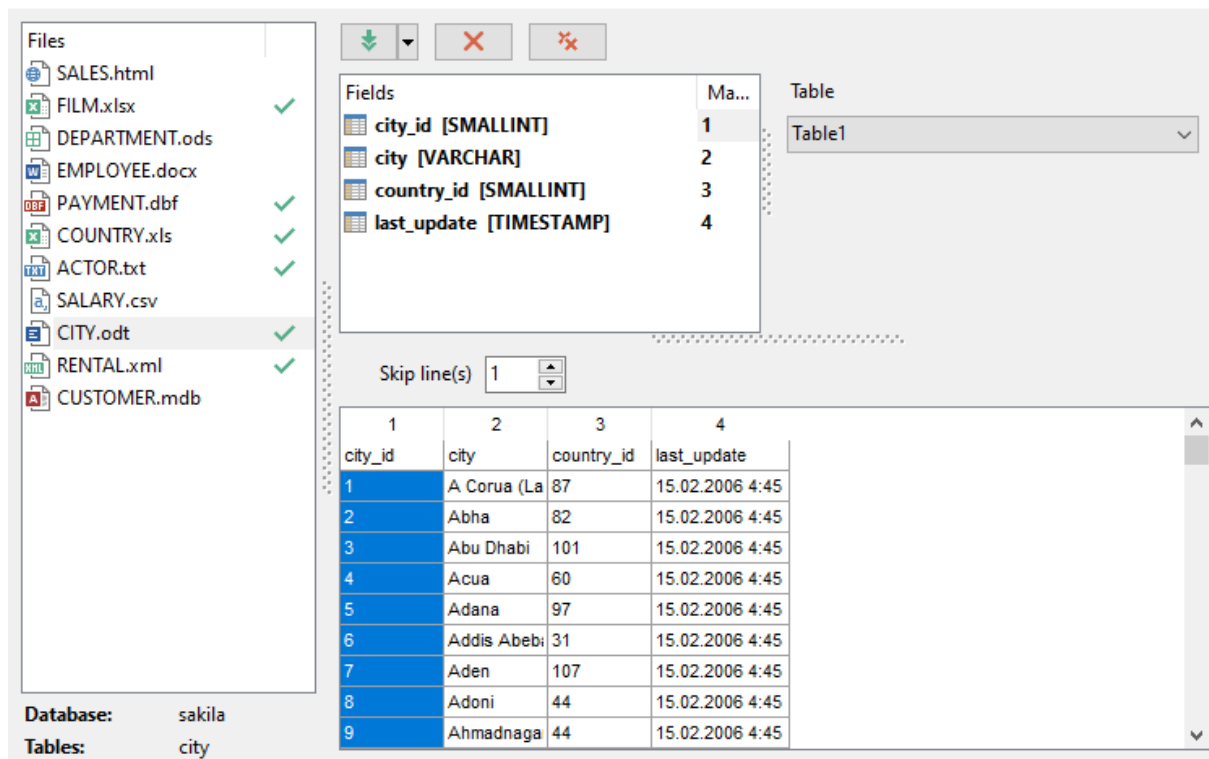 Files
SALES.html
FILM.xlsx
DEPARTMENT.ods
EMPLOYEE.docx
PAYMENT.dbf
COUNTRY.xls
ACTOR.txt
SALARY.csv
CITY.odt
RENTAL.xml
CUSTOMER.mdb
Database: sakila
Tables: city
Fields Ma...
city_id [SMALLINT] 1
city [VARCHAR] 2
country_id [SMALLINT] 3
last_update [TIMESTAMP] 4
Table
Table1
Skip line(s) 1
1 2 3 4
city_id city country_id last_update
1 A Corua (La 87 15.02.2006 4:45
2 Abha 82 15.02.2006 4:45
3 Abu Dhabi 101 15.02.2006 4:45
4 Acua 60 15.02.2006 4:45
5 Adana 97 15.02.2006 4:45
6 Addis Abeb 31 15.02.2006 4:45
7 Aden 107 15.02.2006 4:45
8 Adoni 44 15.02.2006 4:45
9 Ahmadnaga 44 15.02.2006 4:45